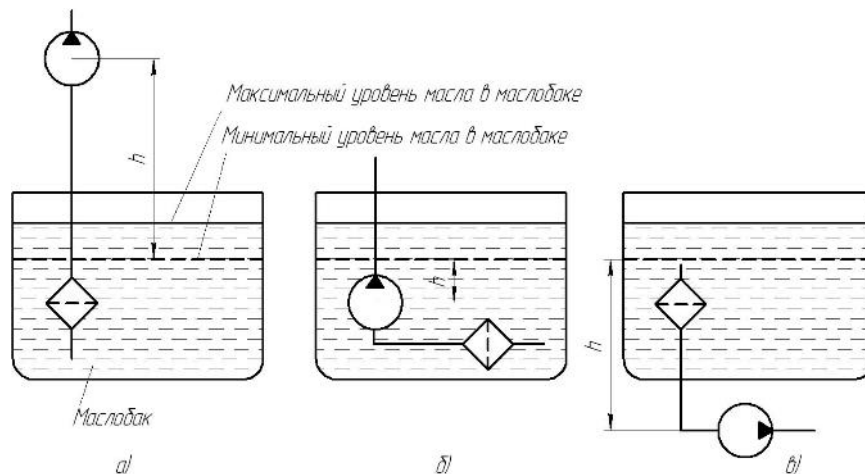 Максимальный уровень масла в маслобаке
Минимальный уровень масла в маслобаке
h
h
h
Маслобак
а)
б)
в)